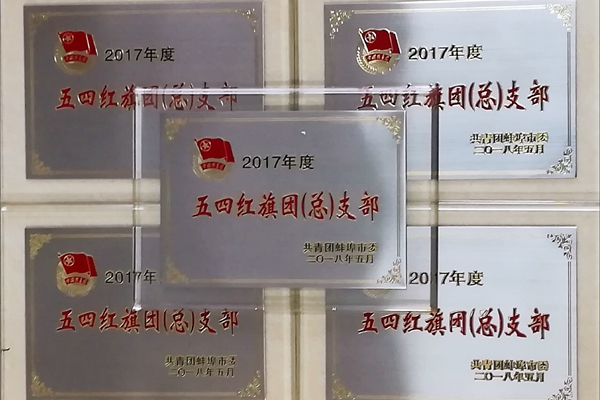 2017年度
五四红旗团(总)支部
2017年度
五四红旗团(总)支部
共青团蚌埠市委
二〇一八年五月
2017年度
五四红旗团(总)支部
共青团蚌埠市委
二〇一八年五月
2017
五四红旗团(总)支部
共青团蚌埠市委
二〇一八年五月
2017年度
五四红旗团(总)支部
共青团蚌埠市委
二〇一八年五月